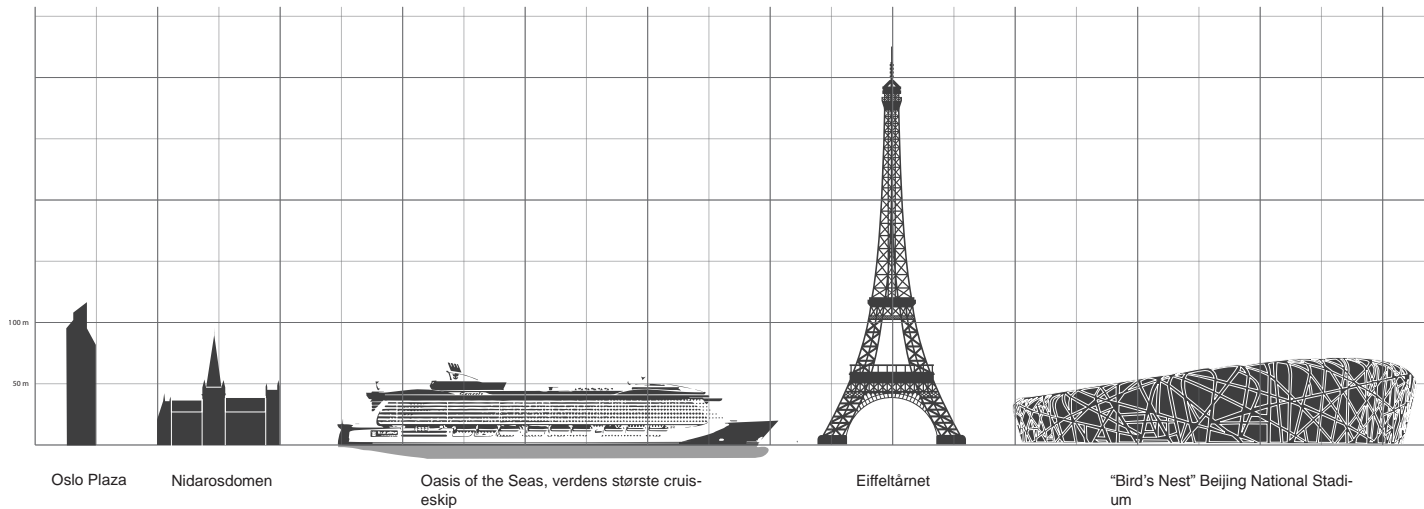 100 m
50 m
Oslo Plaza
Nidarosdomen
Oasis of the Seas, verdens største cruis-
eskip
Eiffeltårnet
“Bird’s Nest” Beijing National Stadi-
um